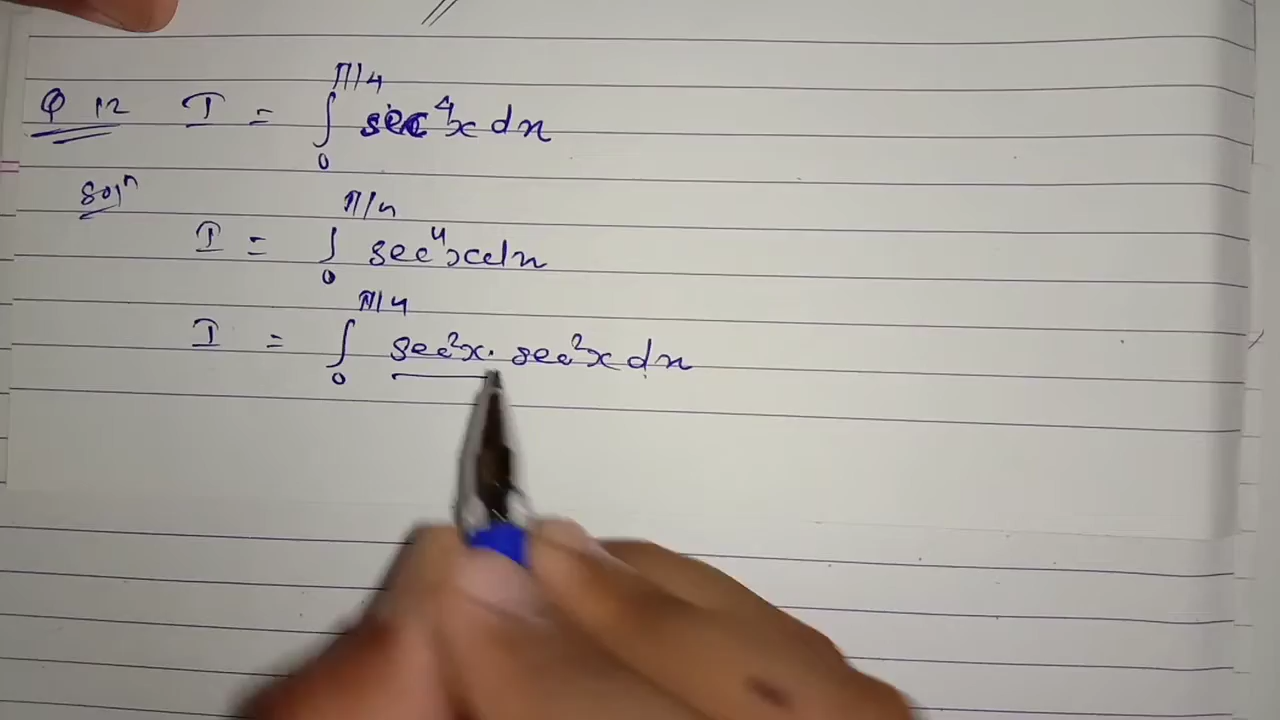 Q 12 I = ∫₀^π/4 sec⁴x dx
Solⁿ
I = ∫₀^π/4 sec⁴x dx
I = ∫₀^π/4 sec²x · sec²x dx